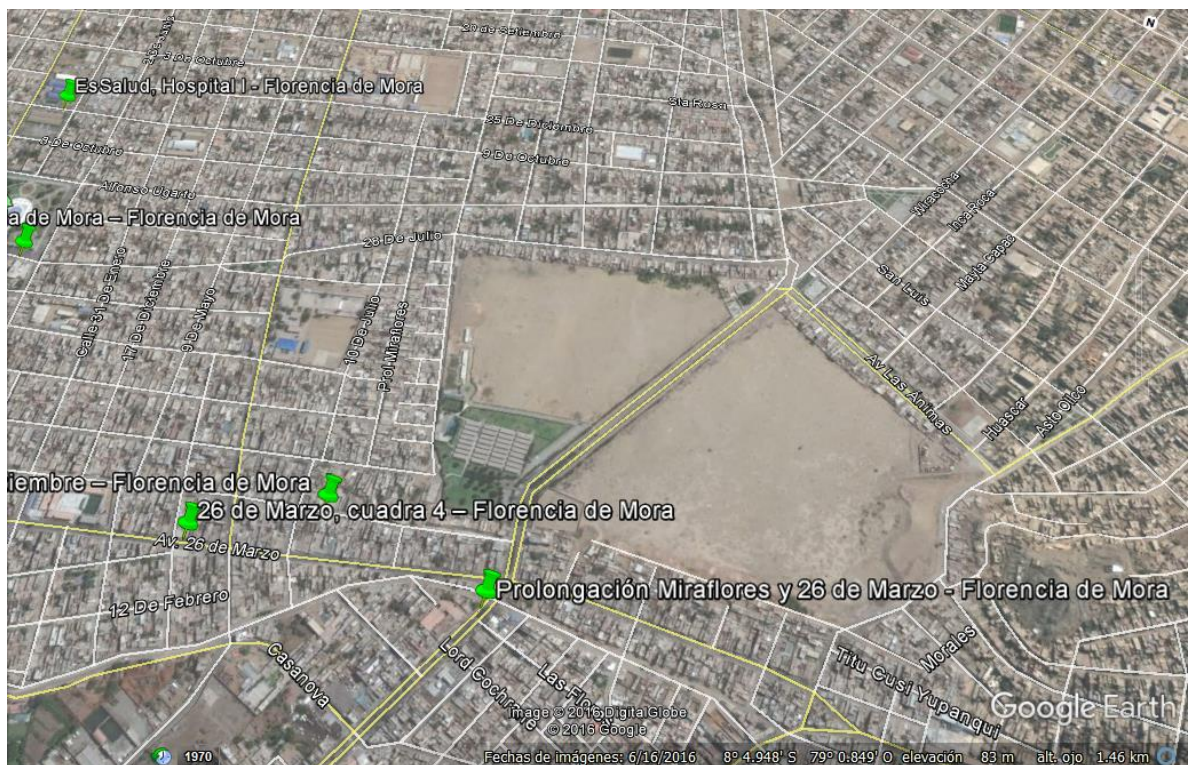 N
20 de Setiembre
3 de Octubre
EsSalud, Hospital I - Florencia de Mora
Sta Rosa
25 De Diciembre
3 De Octubre
9 De Octubre
Alfonso Ugarte
Wiracocha
Inca Roca
a de Mora – Florencia de Mora
28 De Julio
Mayta Capac
San Luis
Calle 31 De Enero
17 De Diciembre
9 De Mayo
10 De Julio
Prol Miraflores
Av Las Animas
Huascar
Asto Olco
iembre – Florencia de Mora
26 de Marzo, cuadra 4 – Florencia de Mora
Av. 26 de Marzo
Prolongación Miraflores y 26 de Marzo - Florencia de Mora
12 De Febrero
Casanova
Lord Cochrane
Las Flores
Morales
Titu Cusi Yupanqui
Google Earth
Image © 2016 DigitalGlobe
© 2016 Google
1970
Fechas de imágenes: 6/16/2016 8° 4.948' S 79° 0.849' O elevación 83 m alt. ojo 1.46 km